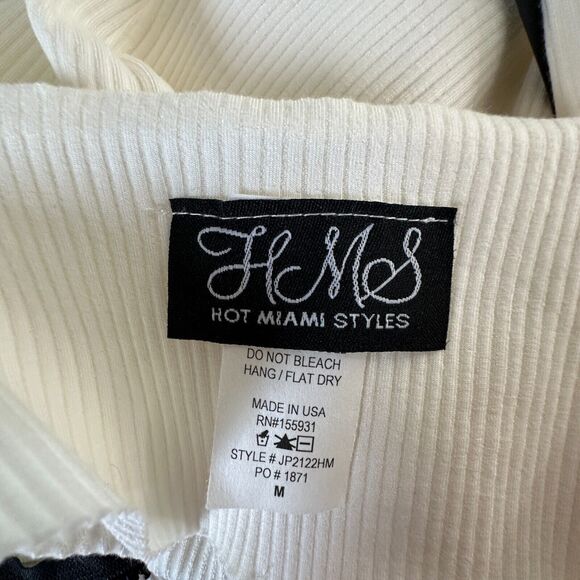 HMS
HOT MIAMI STYLES
DO NOT BLEACH
HANG / FLAT DRY
MADE IN USA
RN#155931
STYLE # JP2122HM
PO # 1871
M